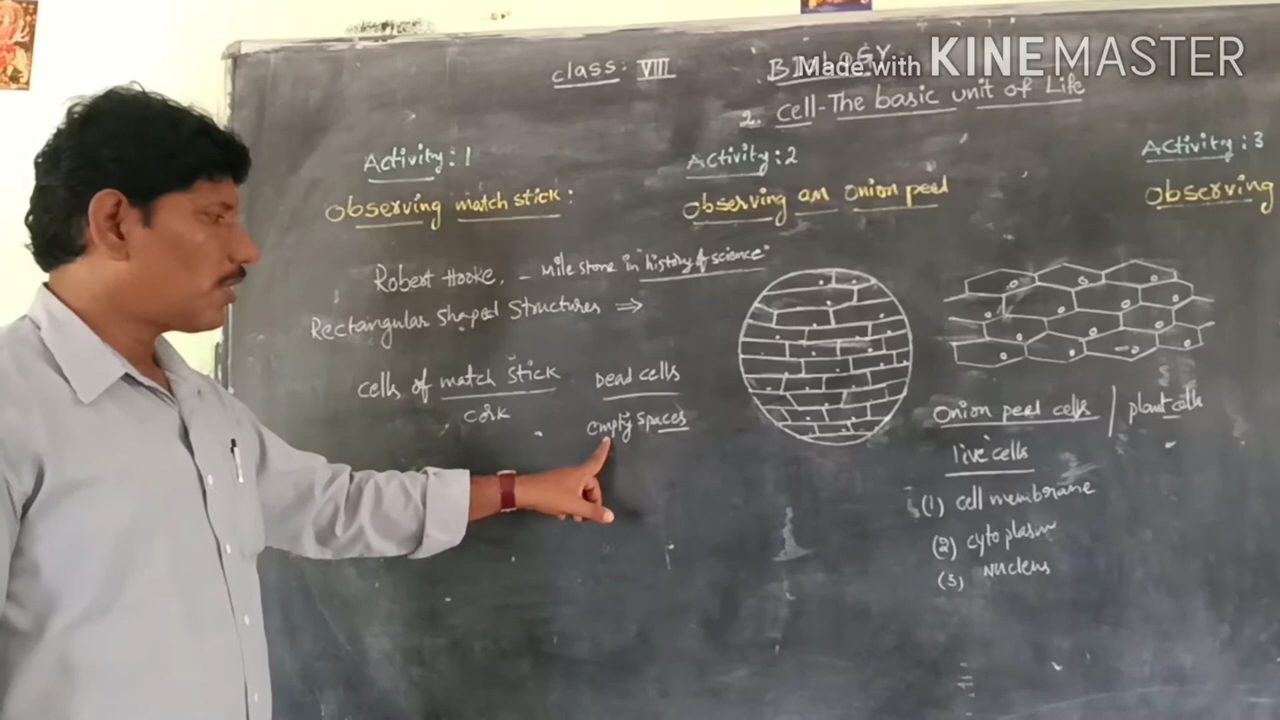 class: VIII
BIOLOGY
Made with KINEMASTER
2. Cell-The basic unit of Life
Activity: 1
Observing match stick:
Robert Hooke, - Mile stone in "history of science"
Rectangular shaped Structures ⇒
cells of match stick
cork
Dead cells
empty spaces
Activity: 2
Observing an Onion peel
Onion peel cells | plant cells
live cells
(1) cell membrane
(2) cytoplasm
(3) Nucleus
Activity: 3
Observing